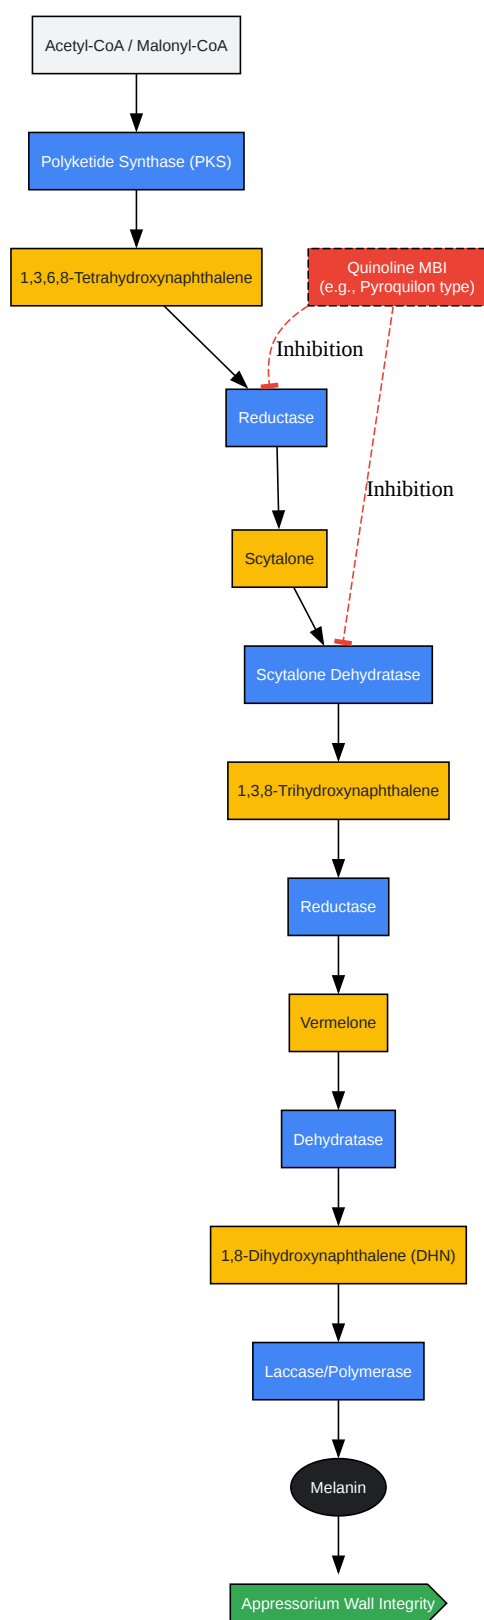 Acetyl-CoA / Malonyl-CoA
Polyketide Synthase (PKS)
1,3,6,8-Tetrahydroxynaphthalene
Quinoline MBI
(e.g., Pyroquilon type)
Inhibition
Reductase
Inhibition
Scytalone
Scytalone Dehydratase
1,3,8-Trihydroxynaphthalene
Reductase
Vermelone
Dehydratase
1,8-Dihydroxynaphthalene (DHN)
Laccase/Polymerase
Melanin
Appressorium Wall Integrity